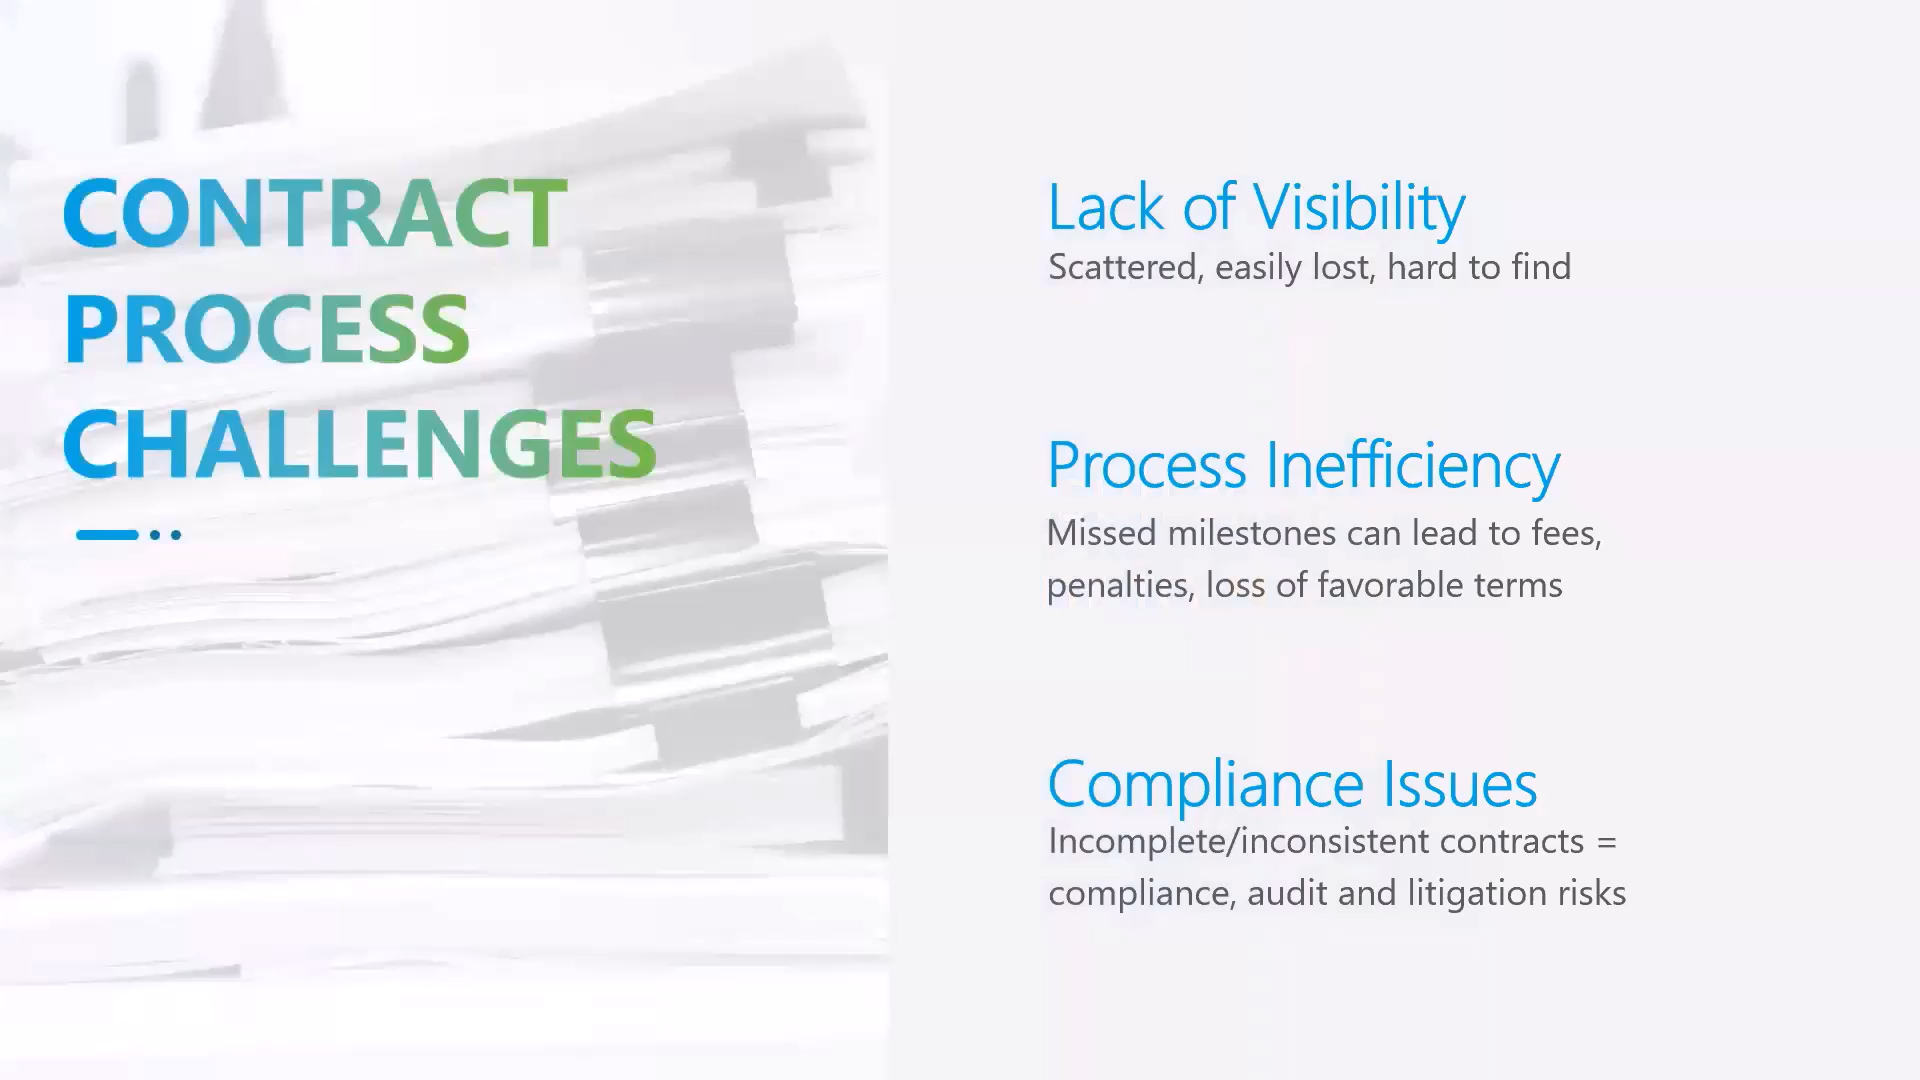 CONTRACT
PROCESS
CHALLENGES
Lack of Visibility
Scattered, easily lost, hard to find
Process Inefficiency
Missed milestones can lead to fees,
penalties, loss of favorable terms
Compliance Issues
Incomplete/inconsistent contracts =
compliance, audit and litigation risks